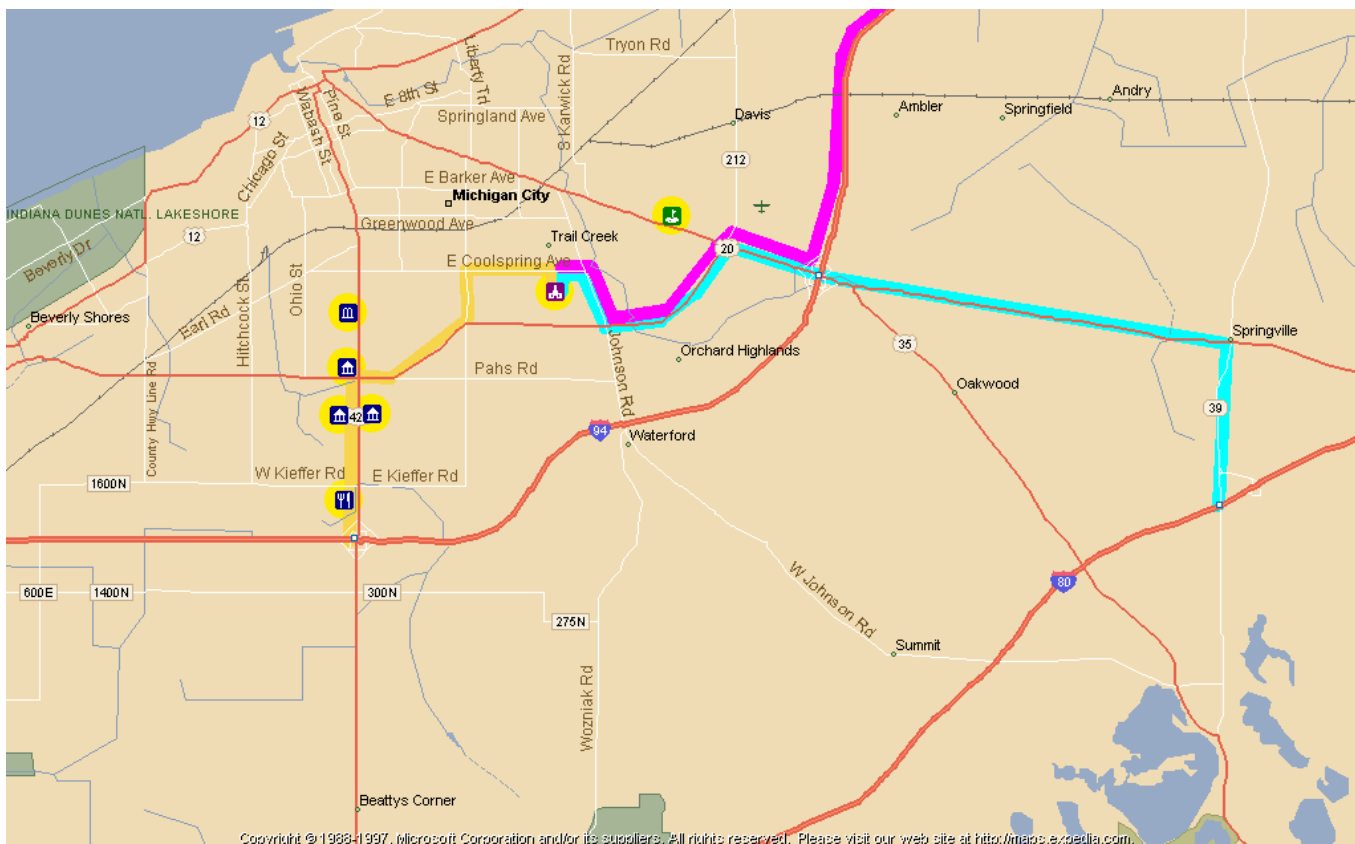 Tryon Rd
Liberty Trl
S Karwick Rd
E 8th St
Pine St
Wabash St
12
Springland Ave
Davis
Ambler
Springfield
Andry
Chicago St
212
E Barker Ave
Michigan City
INDIANA DUNES NATL. LAKESHORE
Greenwood Ave
12
Beverly Dr
Trail Creek
20
E Coolspring Ave
Ohio St
Hitchcock St
Earl Rd
Beverly Shores
Springville
Johnson Rd
Orchard Highlands
35
Pahs Rd
Oakwood
County Hwy Line Rd
42
39
94
Waterford
W Kieffer Rd
E Kieffer Rd
1600N
80
600E
1400N
300N
W Johnson Rd
275N
Summit
Wozniak Rd
Beattys Corner
Copyright © 1988-1997, Microsoft Corporation and/or its suppliers. All rights reserved. Please visit our web site at http://maps.expedia.com.